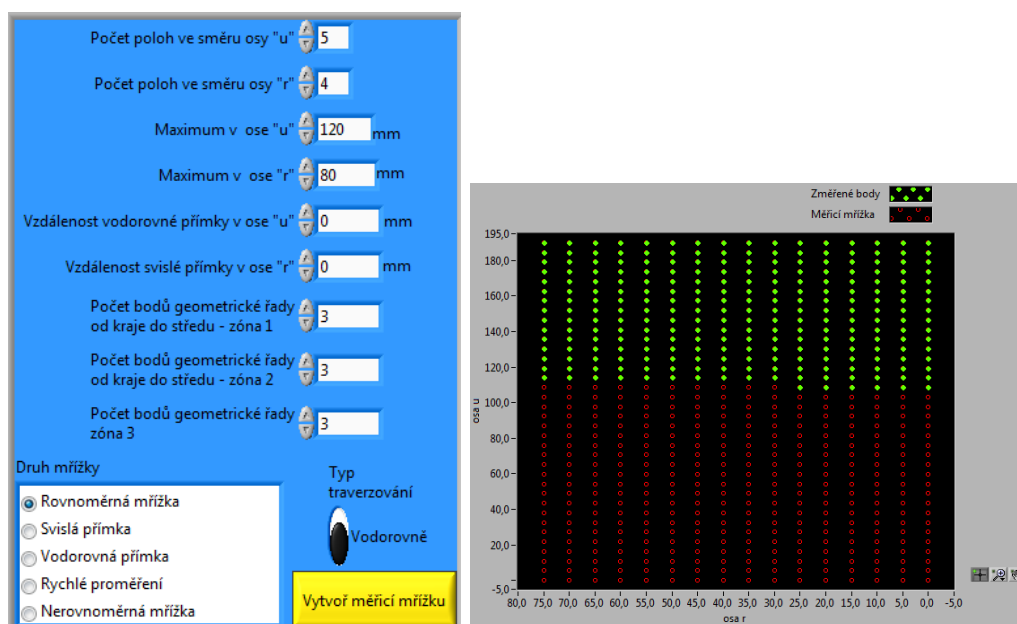 Počet poloh ve směru osy "u" 5
Počet poloh ve směru osy "r" 4
Maximum v ose "u" 120 mm
Maximum v ose "r" 80 mm
Vzdálenost vodorovné přímky v ose "u" 0 mm
Vzdálenost svislé přímky v ose "r" 0 mm
Počet bodů geometrické řady
od kraje do středu - zóna 1
3
Počet bodů geometrické řady
od kraje do středu - zóna 2
3
Počet bodů geometrické řady
zóna 3
3
Druh mřížky
Rovnoměrná mřížka
Svislá přímka
Vodorovná přímka
Rychlé proměření
Nerovnoměrná mřížka
Typ
traverzování
Vodorovně
Vytvoř měřicí mřížku
Změřené body
Měřicí mřížka
195,0
180,0
160,0
140,0
120,0
100,0
80,0
60,0
40,0
20,0
-5,0
osa u
80,0 75,0 70,0 65,0 60,0 55,0 50,0 45,0 40,0 35,0 30,0 25,0 20,0 15,0 10,0 5,0 0,0 -5,0
osa r